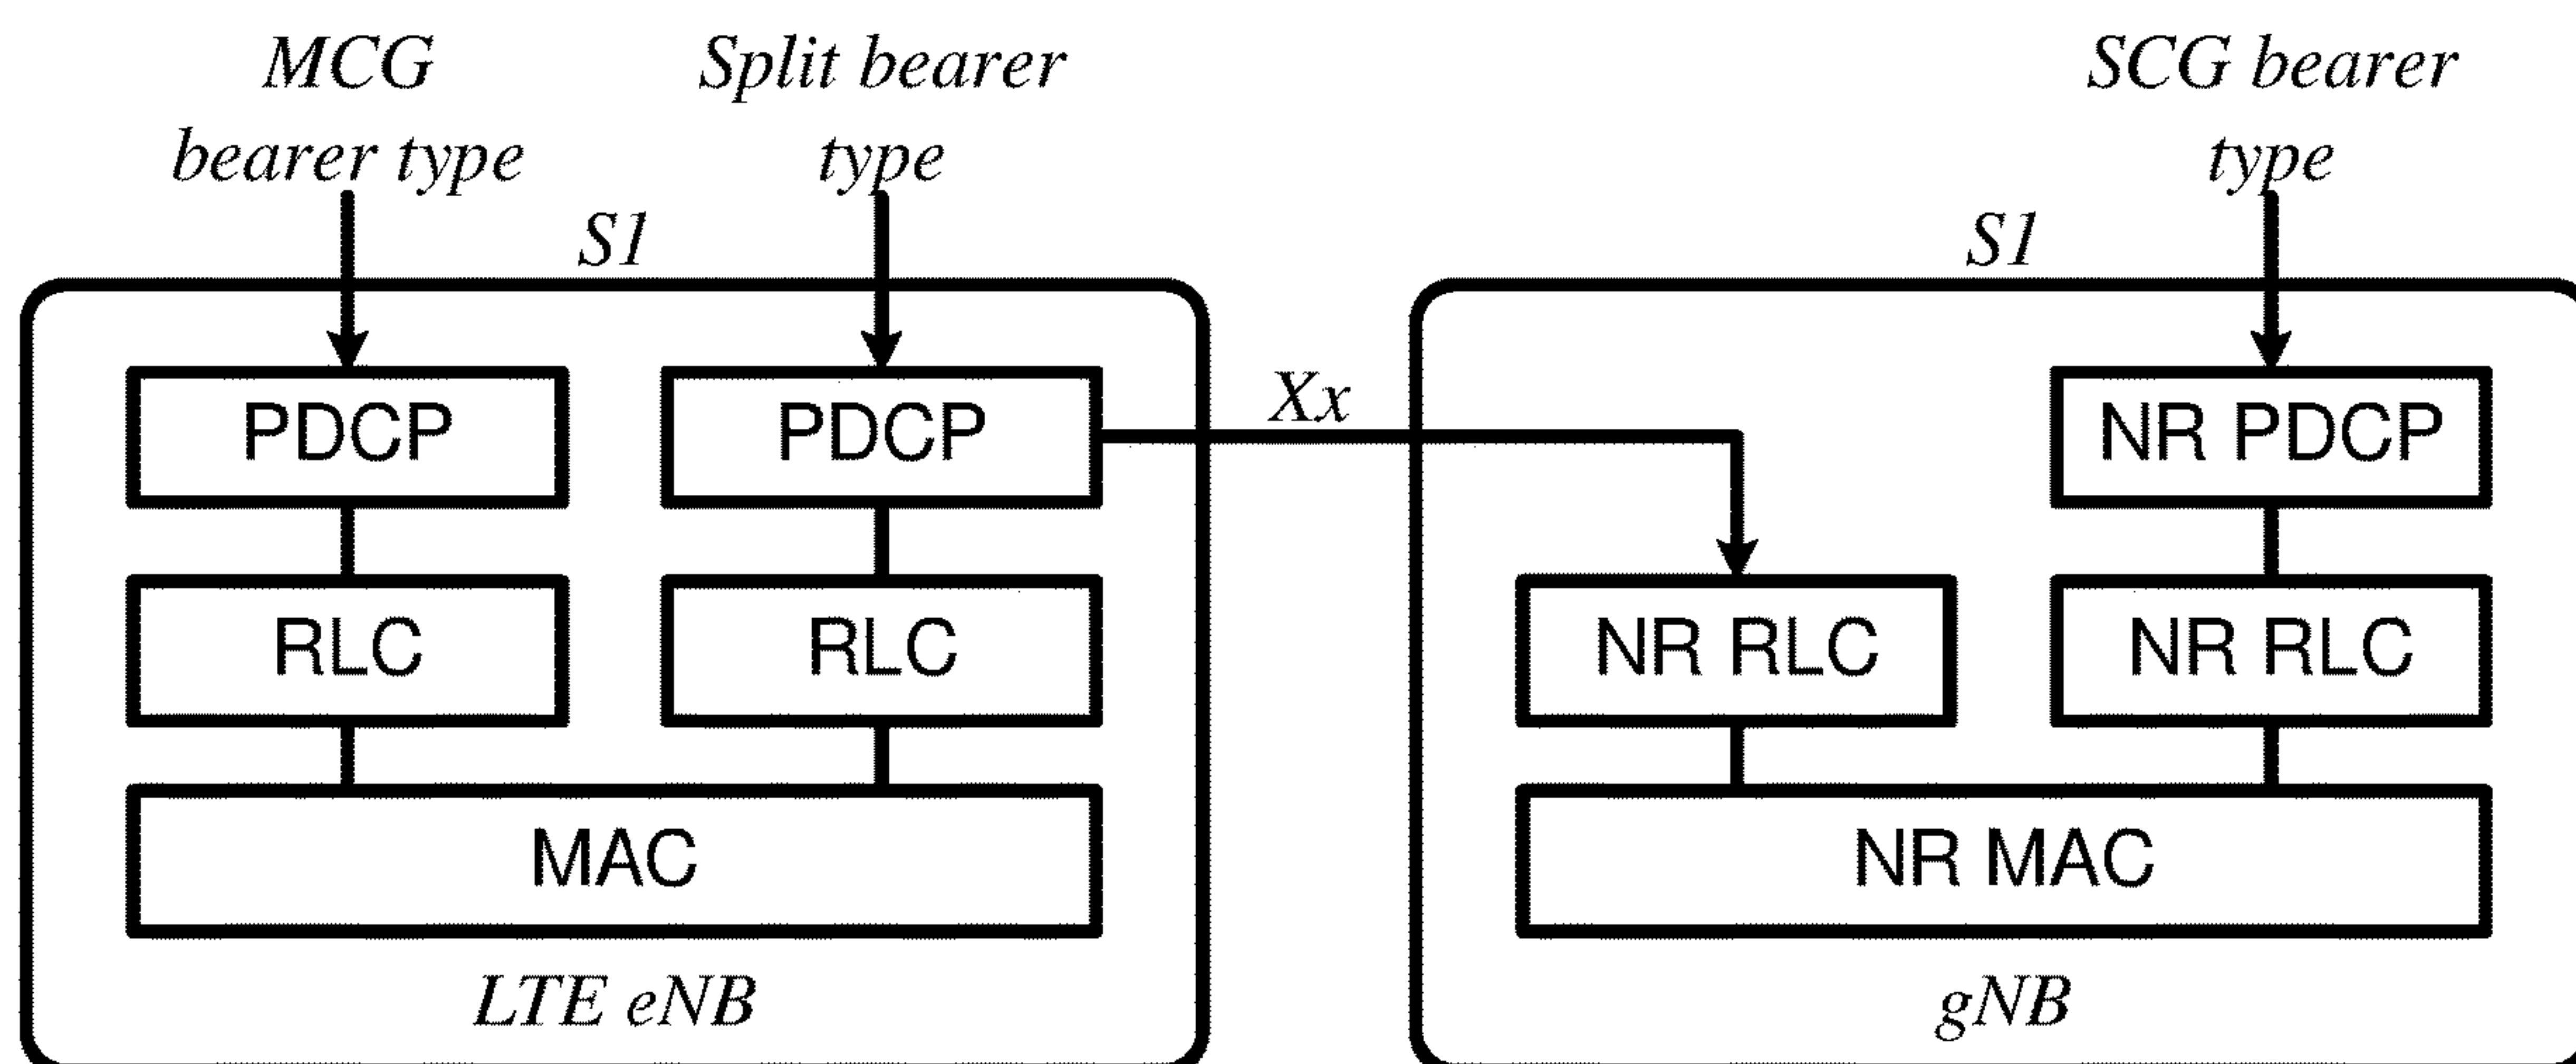 MCG
bearer type
Split bearer
type
SCG bearer
type
S1
S1
Xx
PDCP
PDCP
NR PDCP
RLC
RLC
NR RLC
NR RLC
MAC
NR MAC
LTE eNB
gNB